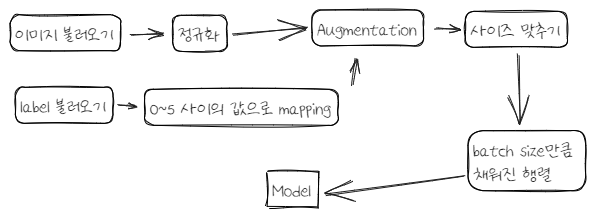 이미지 불러오기
정규화
Augmentation
사이즈 맞추기
label 불러오기
0~5 사이의 값으로 mapping
batch size만큼
채워진 행렬
Model